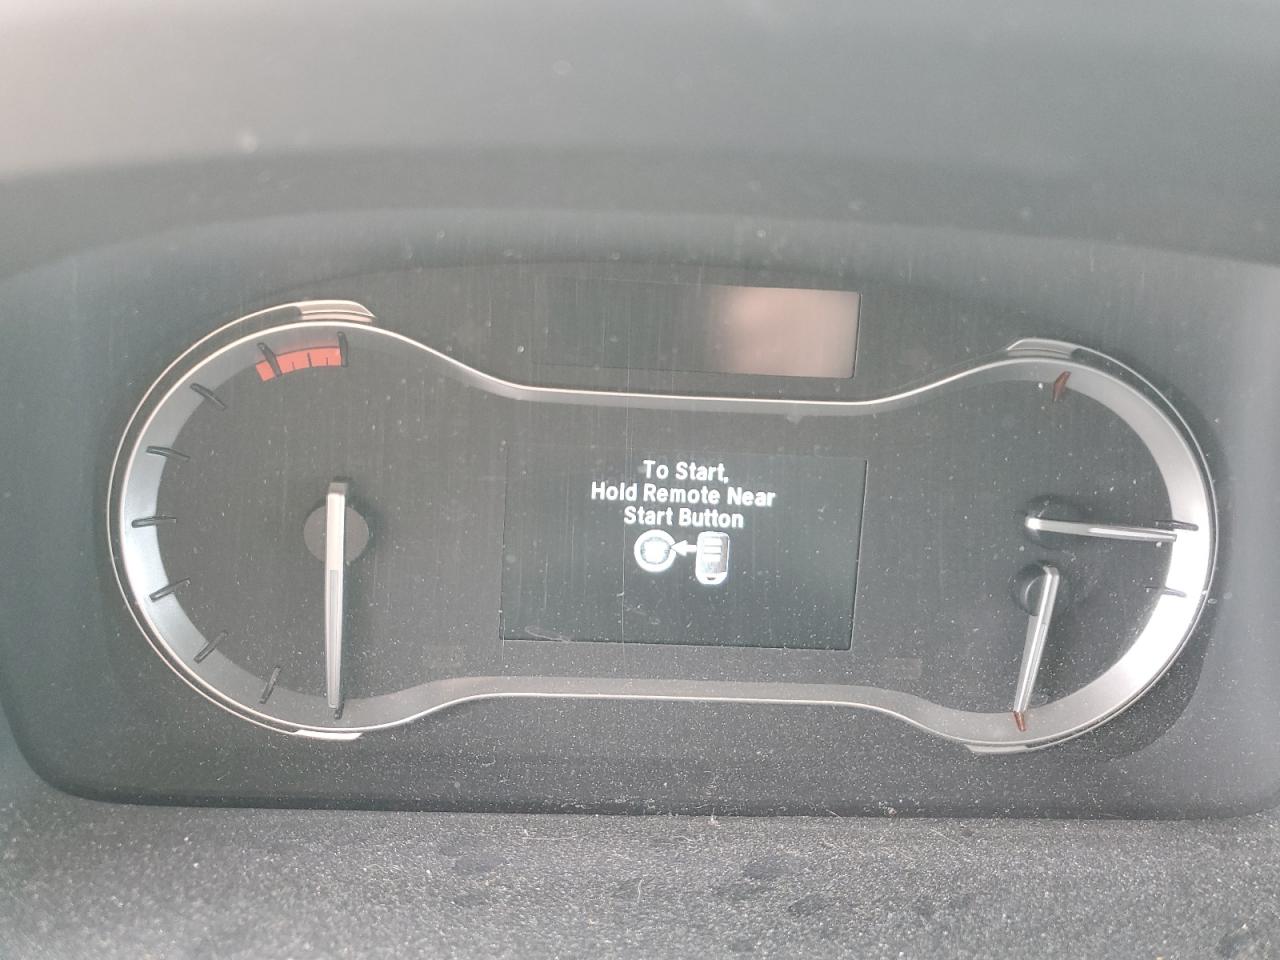 To Start,
Hold Remote Near
Start Button